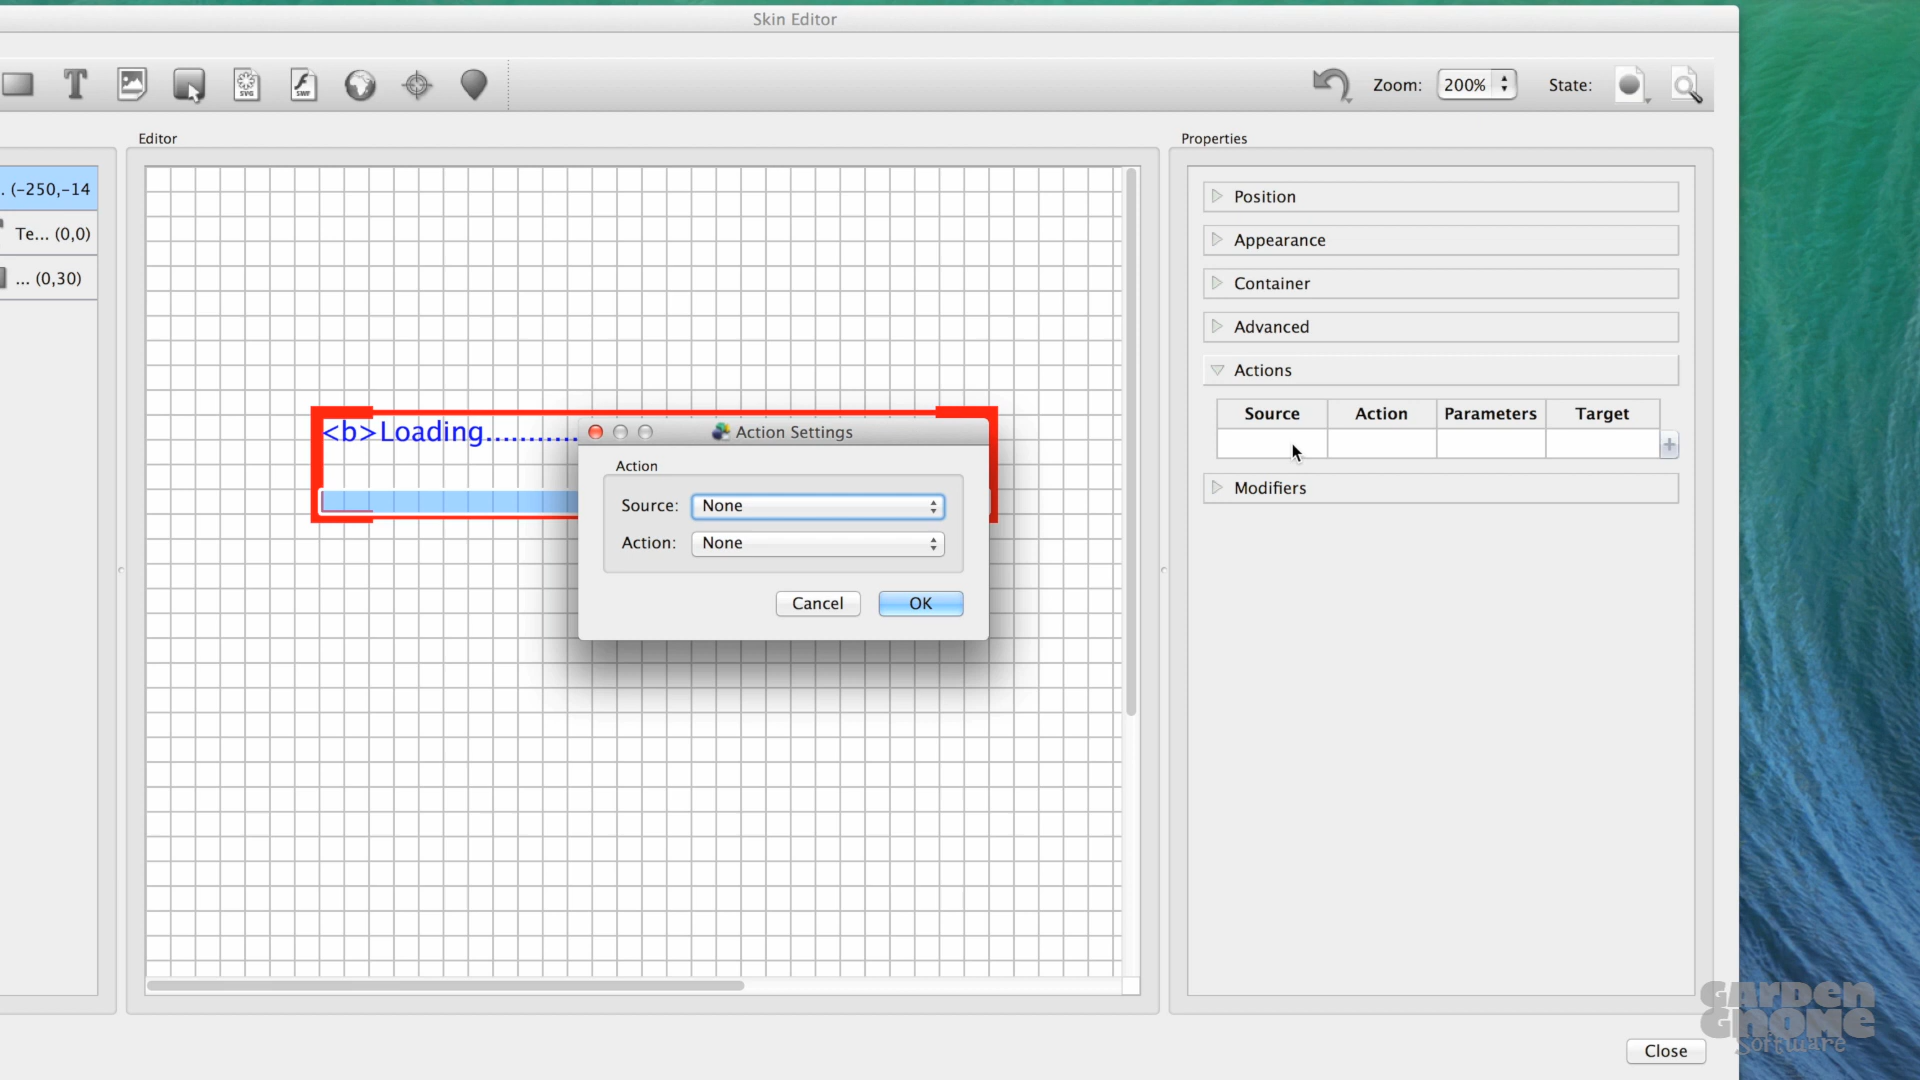 Skin Editor
T
SVG
SWF
Zoom: 200% State:
Editor
Properties
. (-250,-14
Te... (0,0)
... (0,30)
Position
Appearance
Container
Advanced
Actions
Source Action Parameters Target
+
Modifiers
<b>Loading...........
Action Settings
Action
Source: None
Action: None
Cancel OK
GARDEN
GNOME
Software
Close